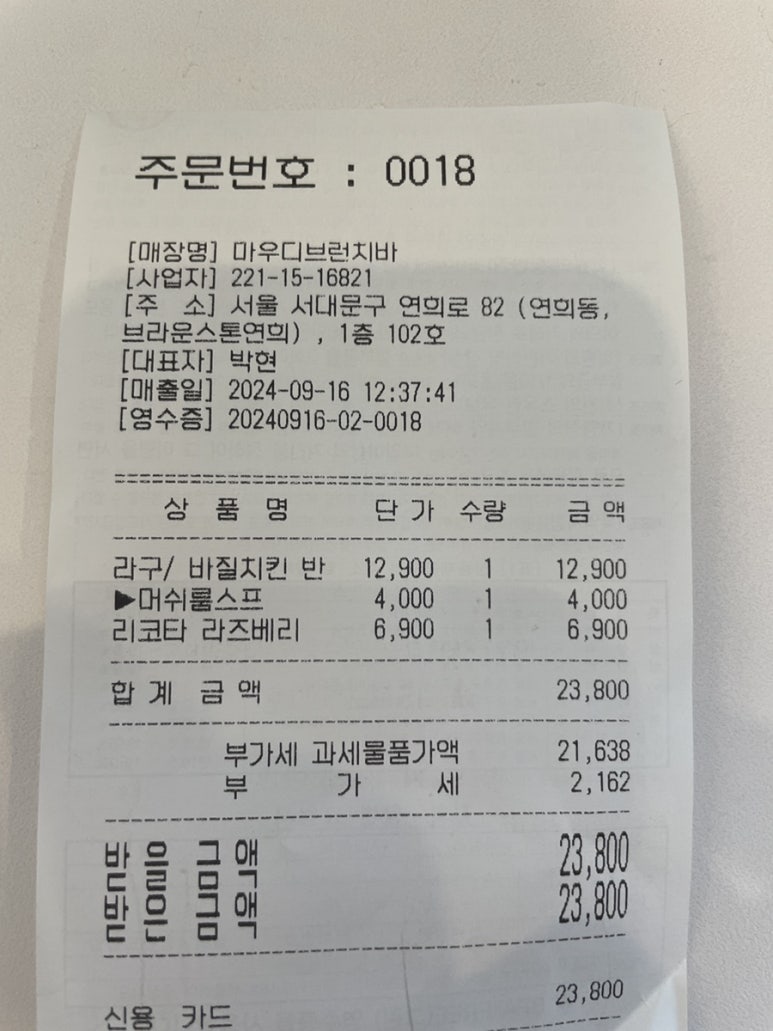 주문번호 : 0018
[매장명] 마우디브런치바
[사업자] 221-15-16821
[주 소] 서울 서대문구 연희로 82 (연희동,
브라운스톤연희) , 1층 102호
[대표자] 박현
[매출일] 2024-09-16 12:37:41
[영수증] 20240916-02-0018
상 품 명 단 가 수량 금 액
라구/ 바질치킨 반 12,900 1 12,900
▶머쉬룸스프 4,000 1 4,000
리코타 라즈베리 6,900 1 6,900
합 계 금 액 23,800
부가세 과세물품가액 21,638
부 가 세 2,162
받 을 금 액 23,800
받 은 금 액 23,800
신용 카드 23,800